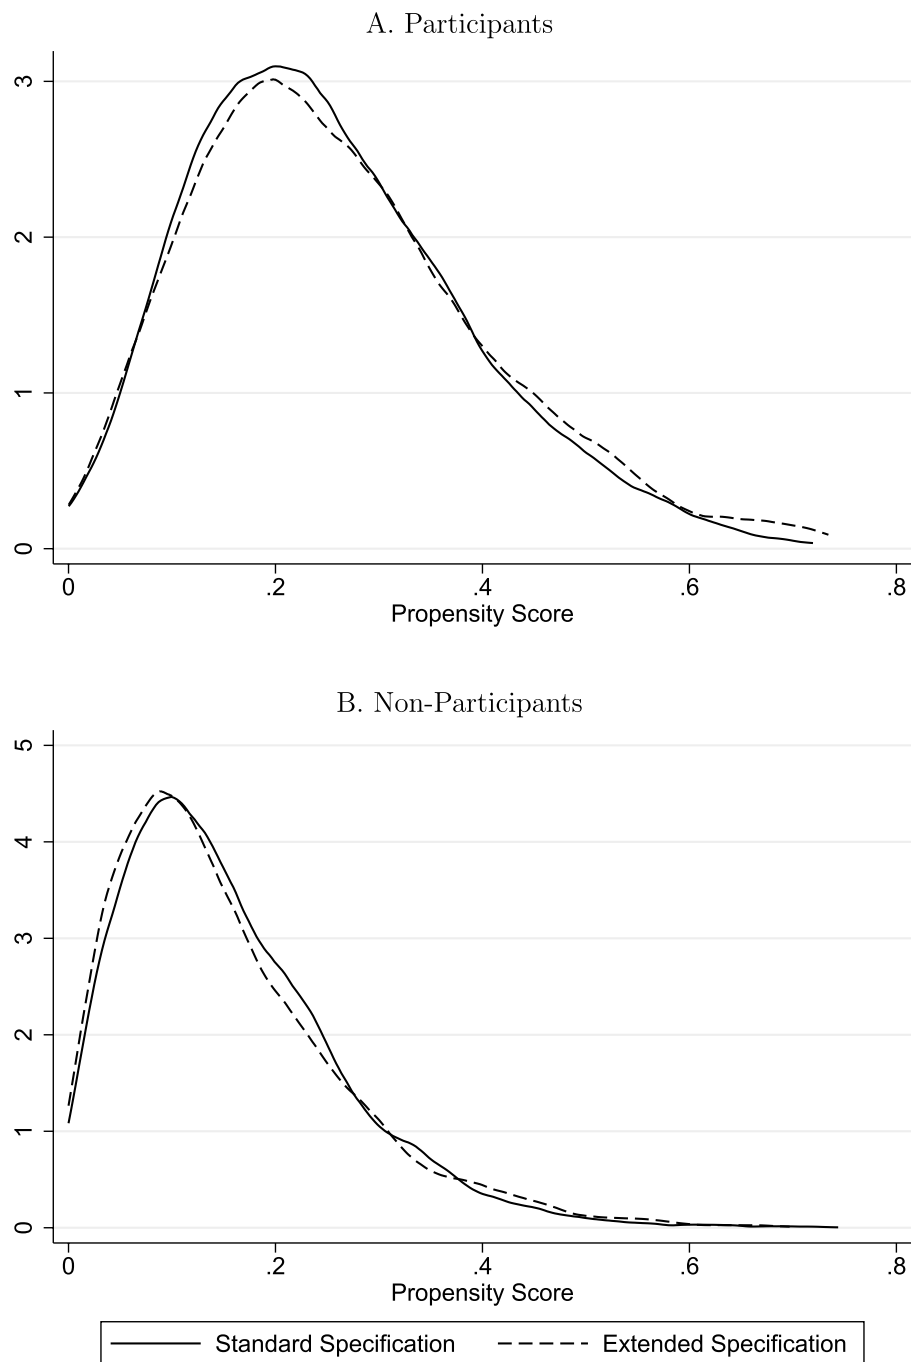 A. Participants
3
2
1
0
0 .2 .4 .6 .8
Propensity Score
B. Non-Participants
5
4
3
2
1
0
0 .2 .4 .6 .8
Propensity Score
Standard Specification Extended Specification